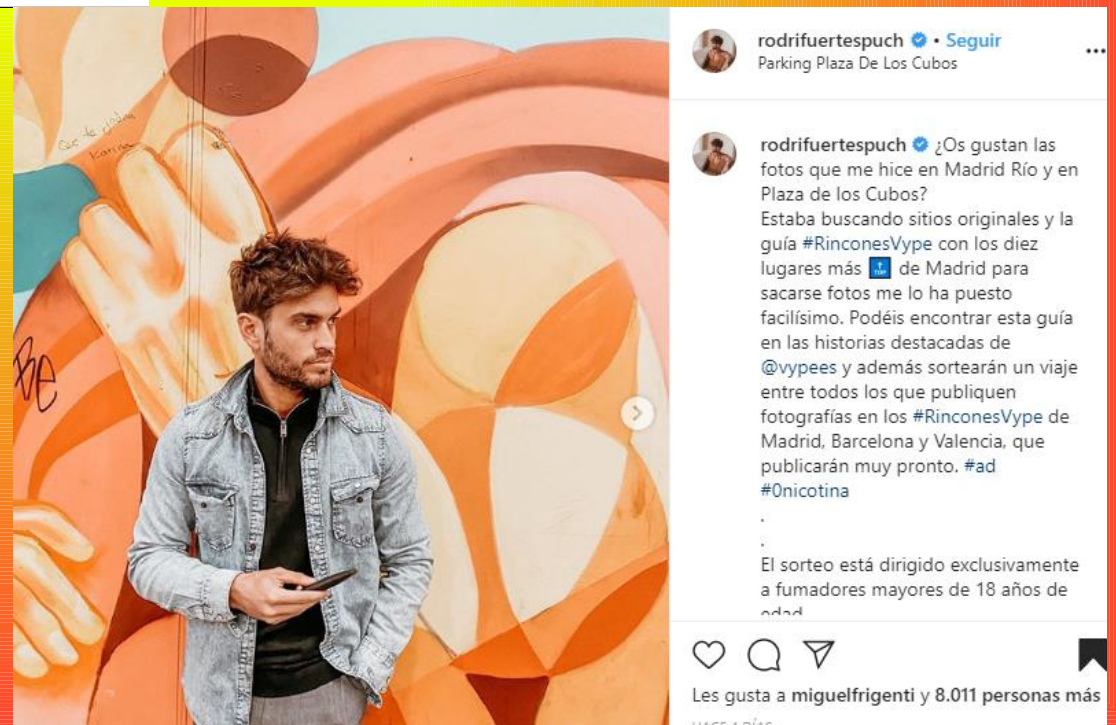 rodrifuertespuch • Seguir
Parking Plaza De Los Cubos
...
rodrifuertespuch ¿Os gustan las
fotos que me hice en Madrid Río y en
Plaza de los Cubos?
Estaba buscando sitios originales y la
guía #RinconesVype con los diez
lugares más 🔝 de Madrid para
sacarse fotos me lo ha puesto
facilísimo. Podéis encontrar esta guía
en las historias destacadas de
@vypees y además sortearán un viaje
entre todos los que publiquen
fotografías en los #RinconesVype de
Madrid, Barcelona y Valencia, que
publicarán muy pronto. #ad
#0nicotina
.
.
El sorteo está dirigido exclusivamente
a fumadores mayores de 18 años de
edad
Les gusta a miguelfrigenti y 8.011 personas más
HACE 4 DÍAS
Be